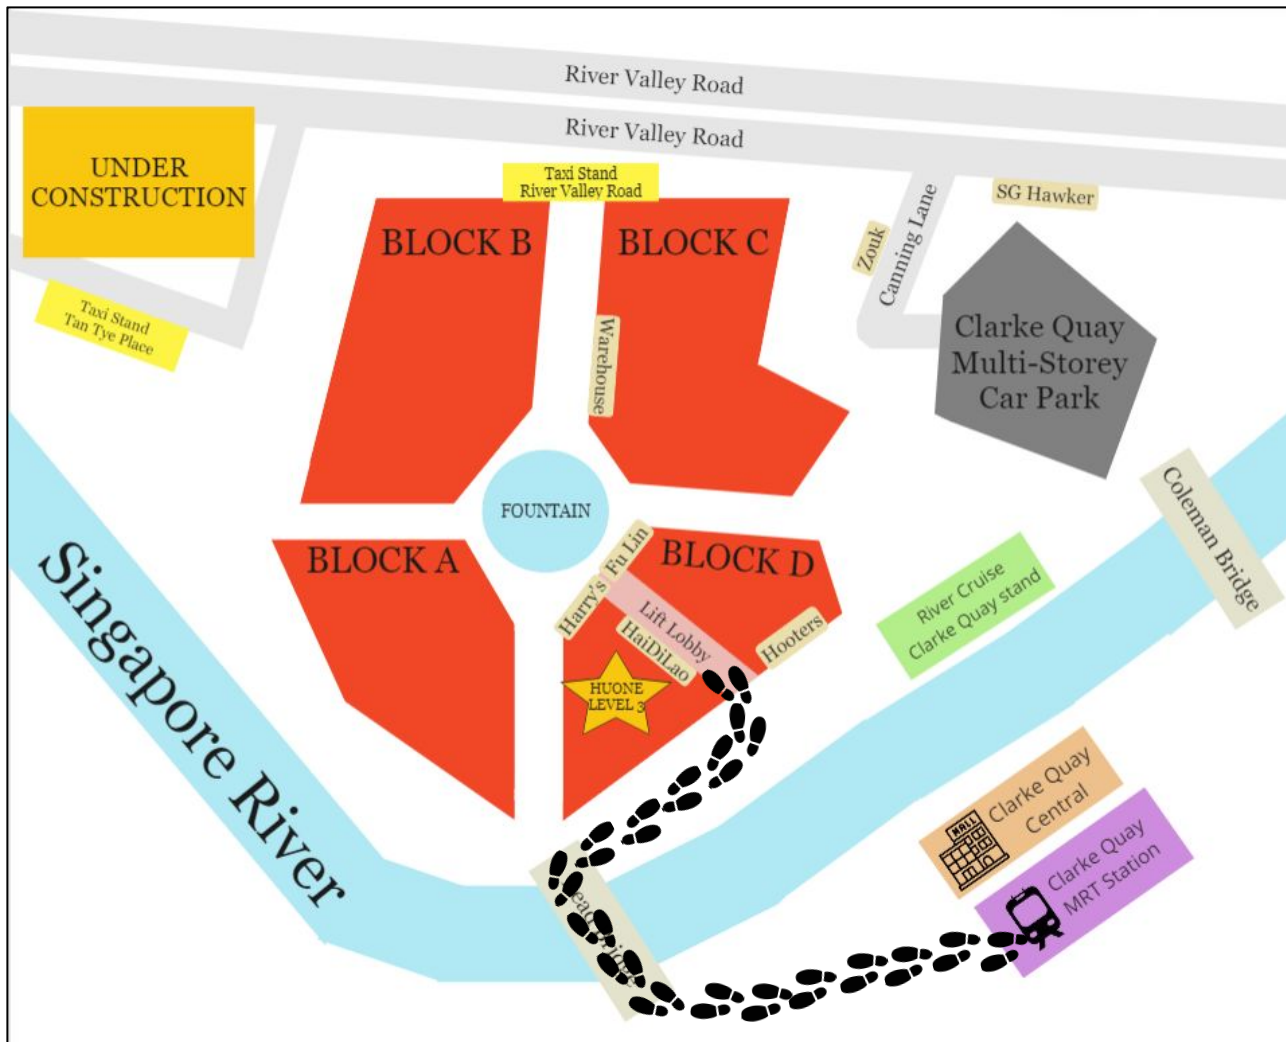 River Valley Road
River Valley Road
UNDER
CONSTRUCTION
Taxi Stand
River Valley Road
SG Hawker
Zouk
Canning Lane
BLOCK B
BLOCK C
Taxi Stand
Tan Tye Place
Warehouse
Clarke Quay
Multi-Storey
Car Park
Coleman Bridge
FOUNTAIN
Singapore River
BLOCK A
Fu Lin
BLOCK D
Harry's
Lift Lobby
HaiDiLao
Hooters
River Cruise
Clarke Quay stand
HUONE
LEVEL 3
MALL
Clarke Quay
Central
Clarke Quay
MRT Station